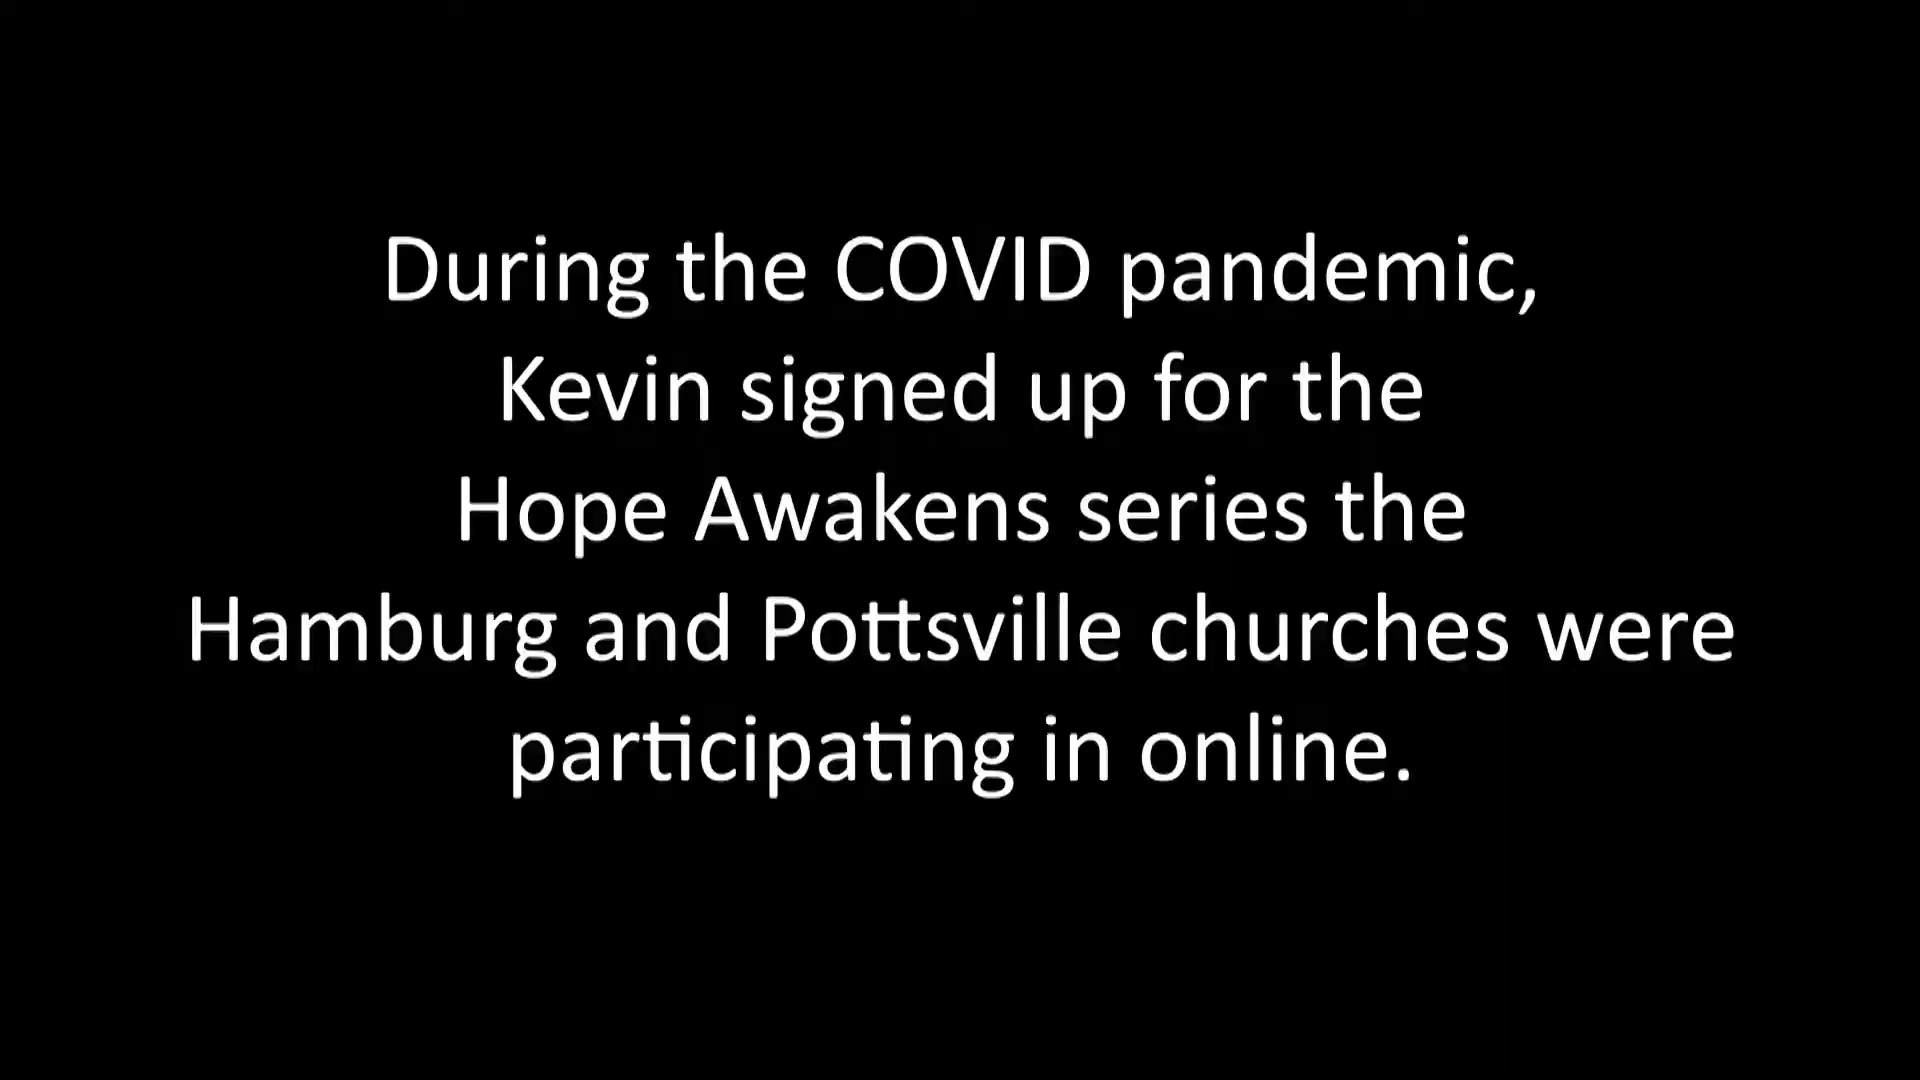 During the COVID pandemic,
Kevin signed up for the
Hope Awakens series the
Hamburg and Pottsville churches were
participating in online.